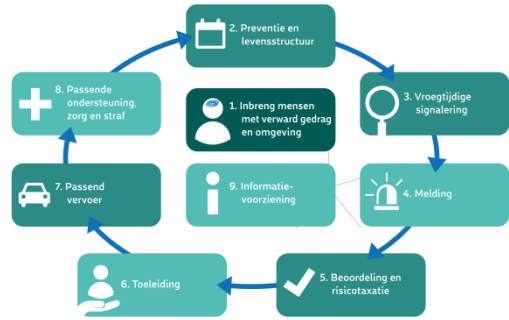 2. Preventie en
levensstructuur
8. Passende
ondersteuning,
zorg en straf
1. Inbreng mensen
met verward gedrag
en omgeving
3. Vroegtijdige
signalering
7. Passend
vervoer
9. Informatie-
voorziening
4. Melding
6. Toeleiding
5. Beoordeling en
risicotaxatie